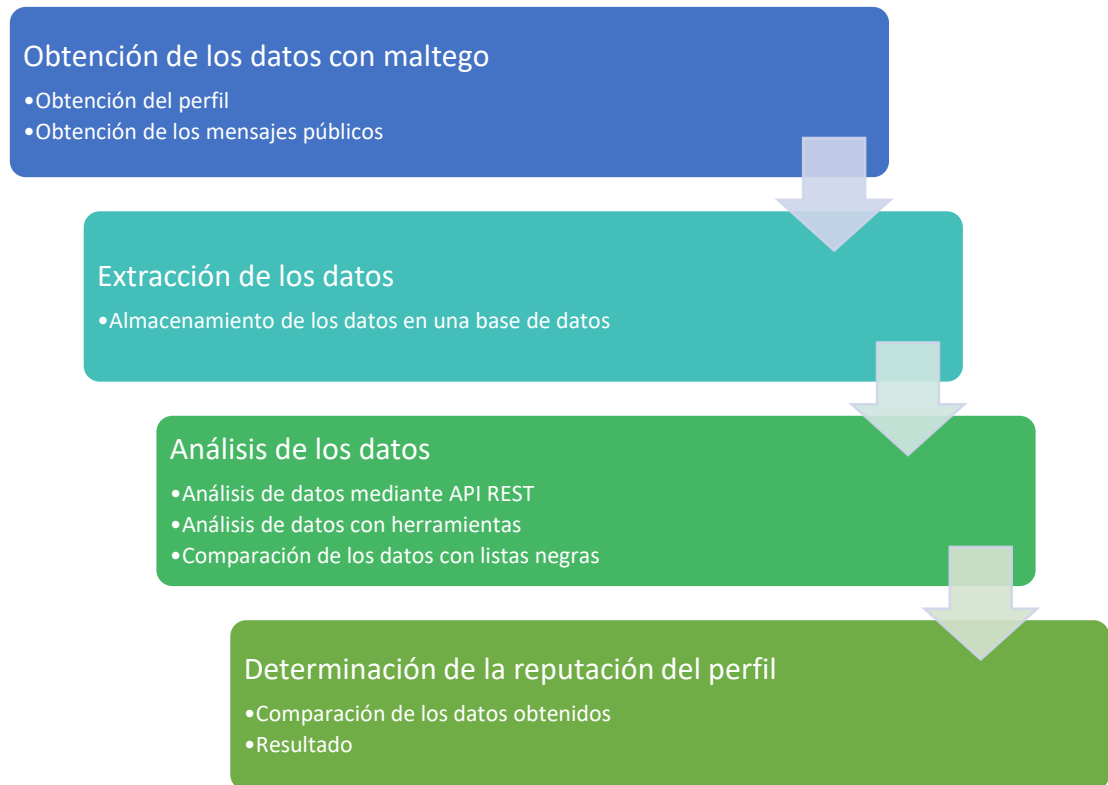 Obtención de los datos con maltego
•Obtención del perfil
•Obtención de los mensajes públicos
Extracción de los datos
•Almacenamiento de los datos en una base de datos
Análisis de los datos
•Análisis de datos mediante API REST
•Análisis de datos con herramientas
•Comparación de los datos con listas negras
Determinación de la reputación del perfil
•Comparación de los datos obtenidos
•Resultado